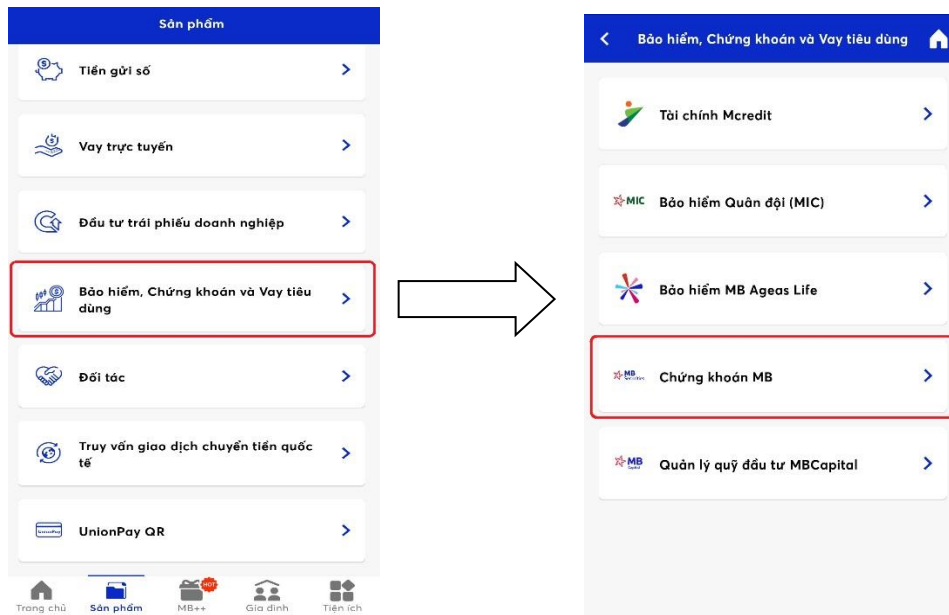 Sản phẩm
Tiền gửi số
Vay trực tuyến
Đầu tư trái phiếu doanh nghiệp
Bảo hiểm, Chứng khoán và Vay tiêu
dùng
Đối tác
Truy vấn giao dịch chuyển tiền quốc
tế
UnionPay QR
HOT
Trang chủ
Sản phẩm
MB++
Gia đình
Tiện ích
Bảo hiểm, Chứng khoán và Vay tiêu dùng
Tài chính Mcredit
MIC
Bảo hiểm Quân đội (MIC)
Bảo hiểm MB Ageas Life
MB
Chứng khoán MB
MB
Capital
Quản lý quỹ đầu tư MBCapital